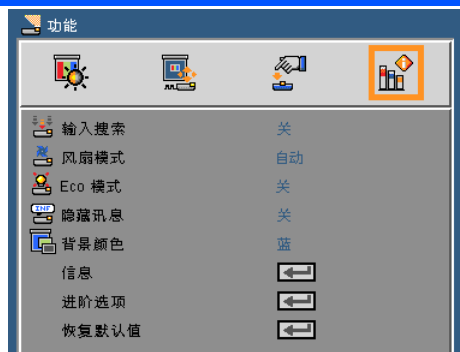 功能
输入搜索 关
风扇模式 自动
Eco 模式 关
INF
隐藏讯息 关
背景颜色 蓝
信息
进阶选项
恢复默认值